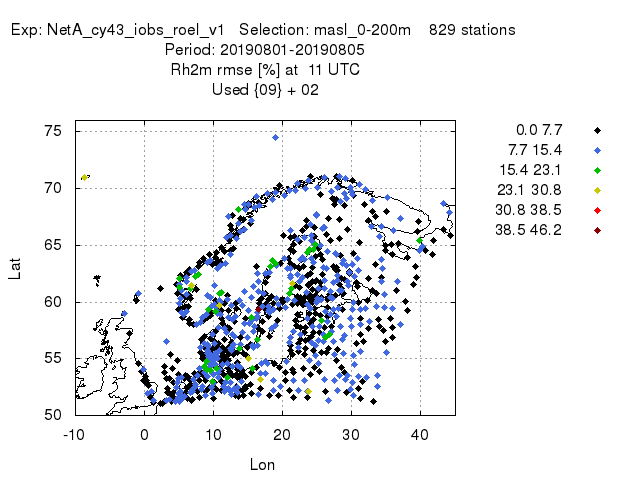 Exp: NetA_cy43_iobs_roel_v1   Selection: masl_0-200m    829 stations
Period: 20190801-20190805
Rh2m rmse [%] at  11 UTC
Used {09} + 02
75
70
65
60
55
50
-10 0 10 20 30 40
Lat
Lon
0.0 7.7
7.7 15.4
15.4 23.1
23.1 30.8
30.8 38.5
38.5 46.2